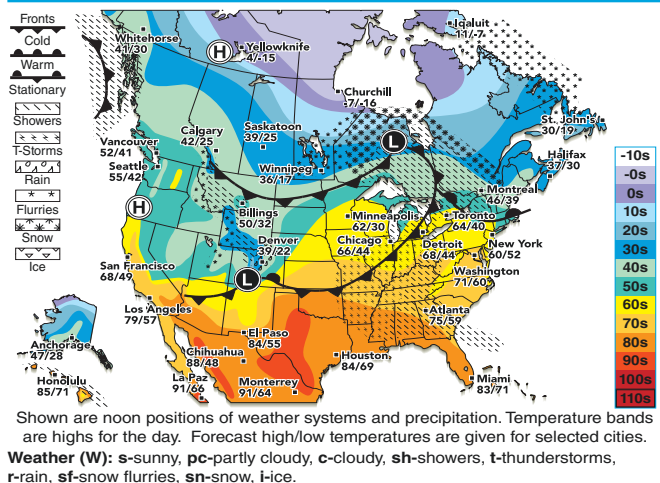 Fronts
Cold
Warm
Stationary
Showers
T-Storms
Rain
Flurries
Snow
Ice
Whitehorse
41/30
H
Yellowknife
4/-15
Iqaluit
11/-7
Churchill
-7/-16
St. John's
30/19
Vancouver
52/41
Calgary
42/25
Saskatoon
39/25
L
Halifax
37/30
Seattle
55/42
Winnipeg
36/17
Montreal
46/39
H
Billings
50/32
Minneapolis
62/30
Toronto
64/40
Denver
39/22
Chicago
66/44
Detroit
68/44
New York
60/52
San Francisco
68/49
L
Washington
71/60
Los Angeles
79/57
Atlanta
75/59
Anchorage
47/28
El Paso
84/55
Chihuahua
88/48
Houston
84/69
Honolulu
85/71
La Paz
91/66
Monterrey
91/64
Miami
83/71
-10s
-0s
0s
10s
20s
30s
40s
50s
60s
70s
80s
90s
100s
110s
Shown are noon positions of weather systems and precipitation. Temperature bands
are highs for the day. Forecast high/low temperatures are given for selected cities.
Weather (W): s-sunny, pc-partly cloudy, c-cloudy, sh-showers, t-thunderstorms,
r-rain, sf-snow flurries, sn-snow, i-ice.